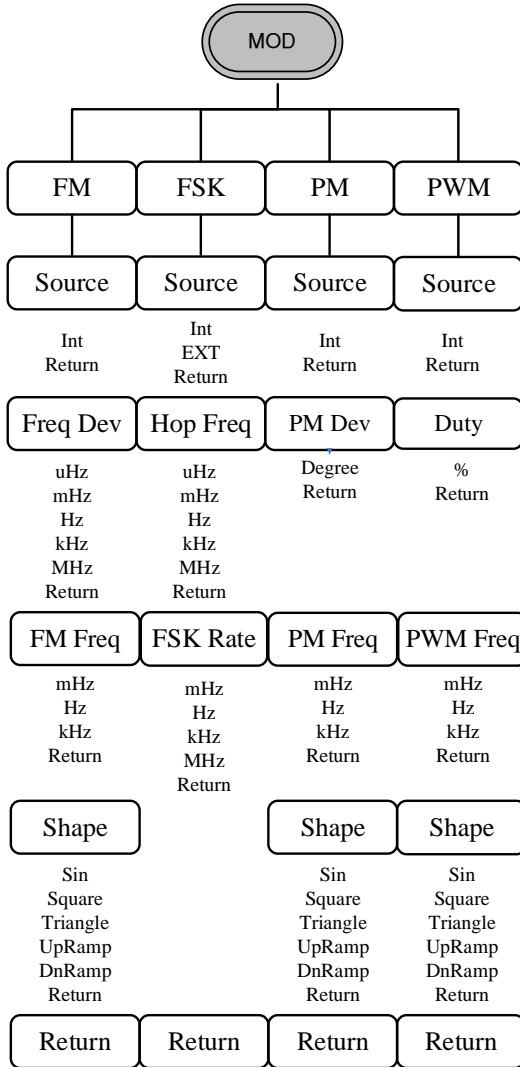 MOD
FM FSK PM PWM
Source Source Source Source
Int Int Int Int
Return EXT Return Return
Return
Freq Dev Hop Freq PM Dev Duty
uHz uHz Degree %
mHz mHz Return Return
Hz Hz
kHz kHz
MHz MHz
Return Return
FM Freq FSK Rate PM Freq PWM Freq
mHz mHz mHz mHz
Hz Hz Hz Hz
kHz kHz kHz kHz
Return MHz Return Return
Return
Shape Shape Shape
Sin Sin Sin
Square Square Square
Triangle Triangle Triangle
UpRamp UpRamp UpRamp
DnRamp DnRamp DnRamp
Return Return Return
Return Return Return Return